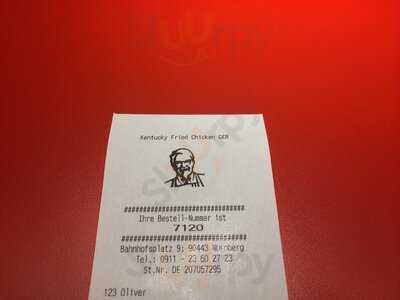 Slurrpy
Kentucky Fried Chicken GER
################################
Ihre Bestell-Nummer ist
7120
################################
Bahnhofsplatz 9; 90443 Nürnberg
Tel.: 0911 - 23 60 27 23
St.Nr. DE 207057295
123 Oliver